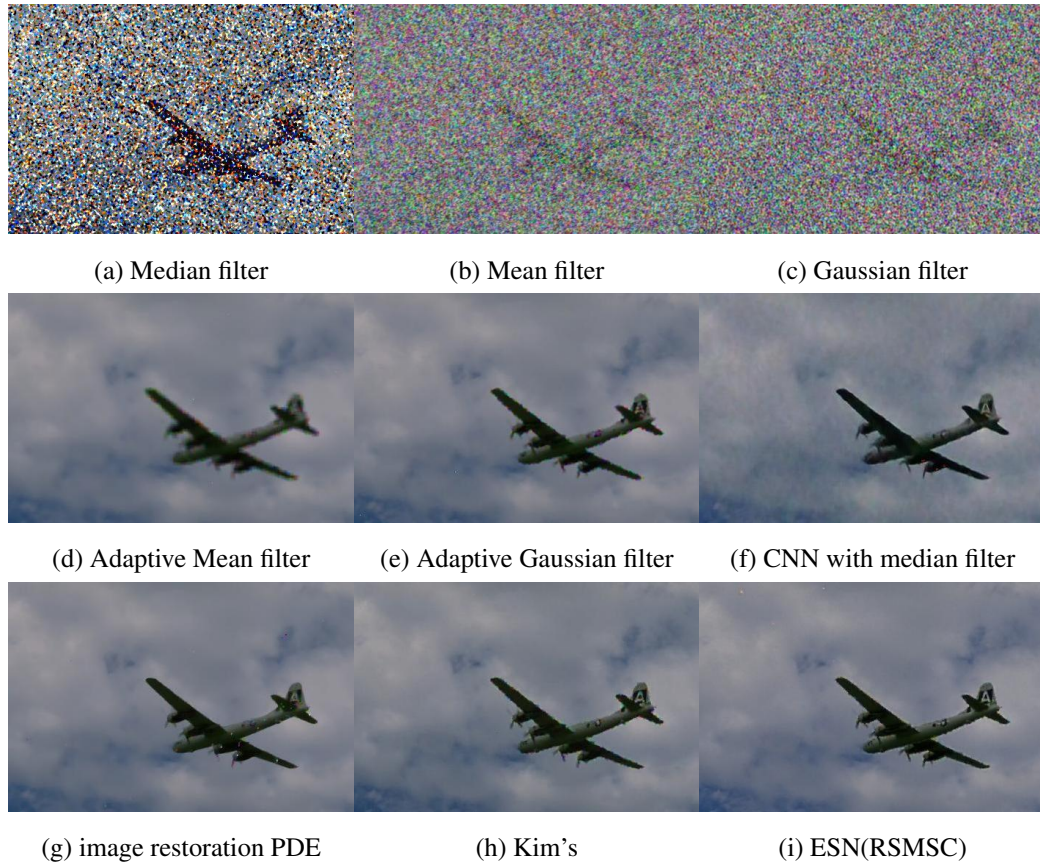 (a) Median filter
(b) Mean filter
(c) Gaussian filter
A
A
(d) Adaptive Mean filter
(e) Adaptive Gaussian filter
(f) CNN with median filter
A
A
A
(g) image restoration PDE
(h) Kim's
(i) ESN(RSMSC)